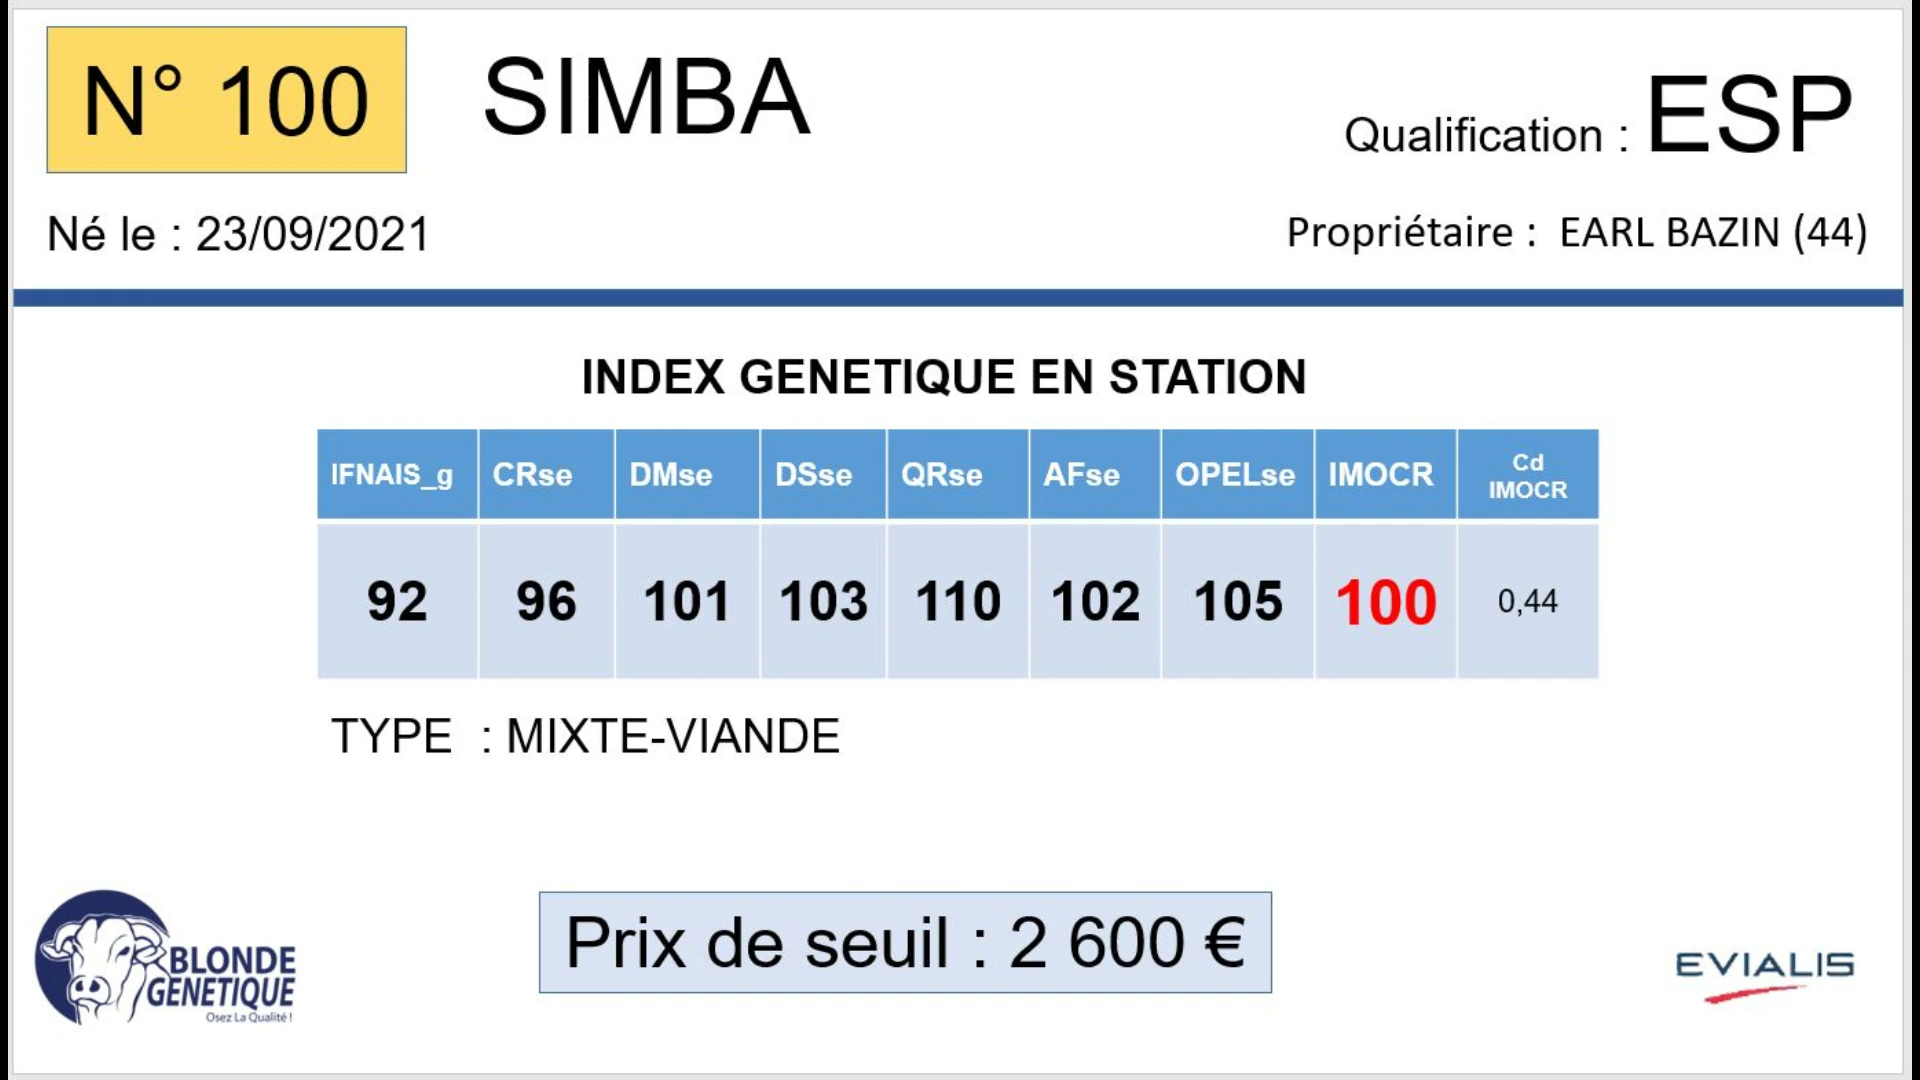 N° 100
SIMBA
Qualification : ESP
Né le : 23/09/2021
Propriétaire : EARL BAZIN (44)
INDEX GENETIQUE EN STATION
IFNAIS_g CRse DMse DSse QRse AFse OPELse IMOCR Cd IMOCR
92 96 101 103 110 102 105 100 0,44
TYPE : MIXTE-VIANDE
Prix de seuil : 2 600 €
BLONDE
GENETIQUE
Osez La Qualité !
EVIALIS